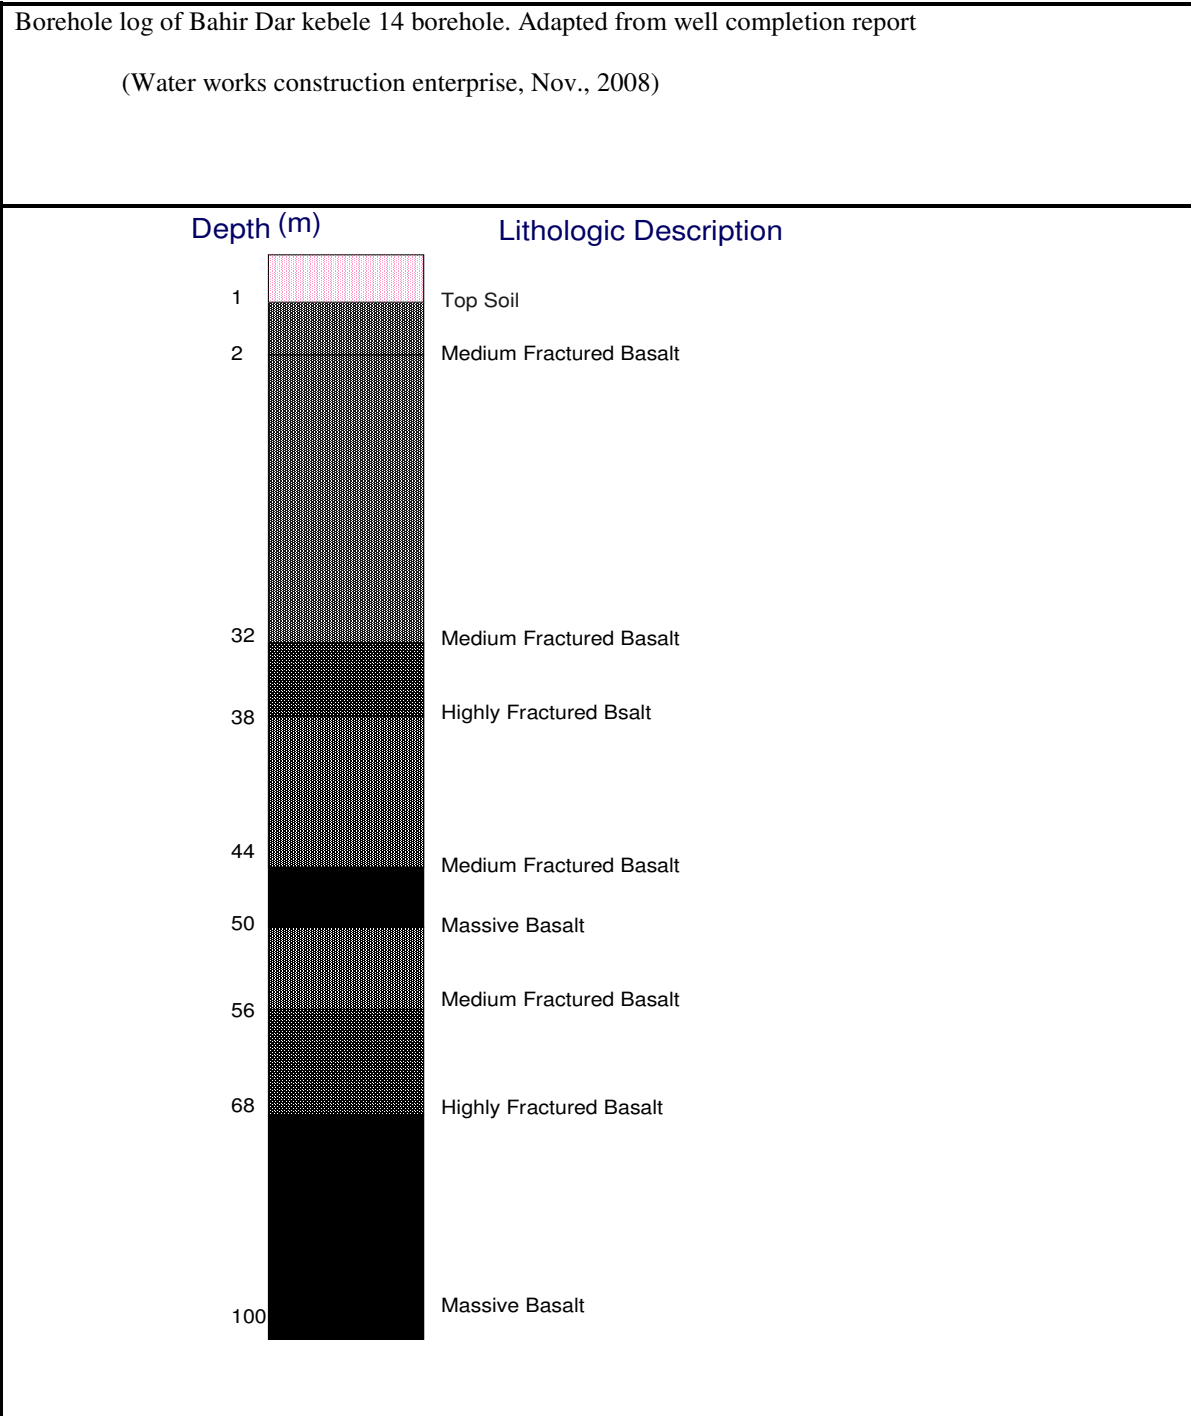 Borehole log of Bahir Dar kebele 14 borehole. Adapted from well completion report
(Water works construction enterprise, Nov., 2008)
Depth (m) Lithologic Description
1 Top Soil
2 Medium Fractured Basalt
32 Medium Fractured Basalt
38 Highly Fractured Bsalt
44 Medium Fractured Basalt
50 Massive Basalt
56 Medium Fractured Basalt
68 Highly Fractured Basalt
100 Massive Basalt